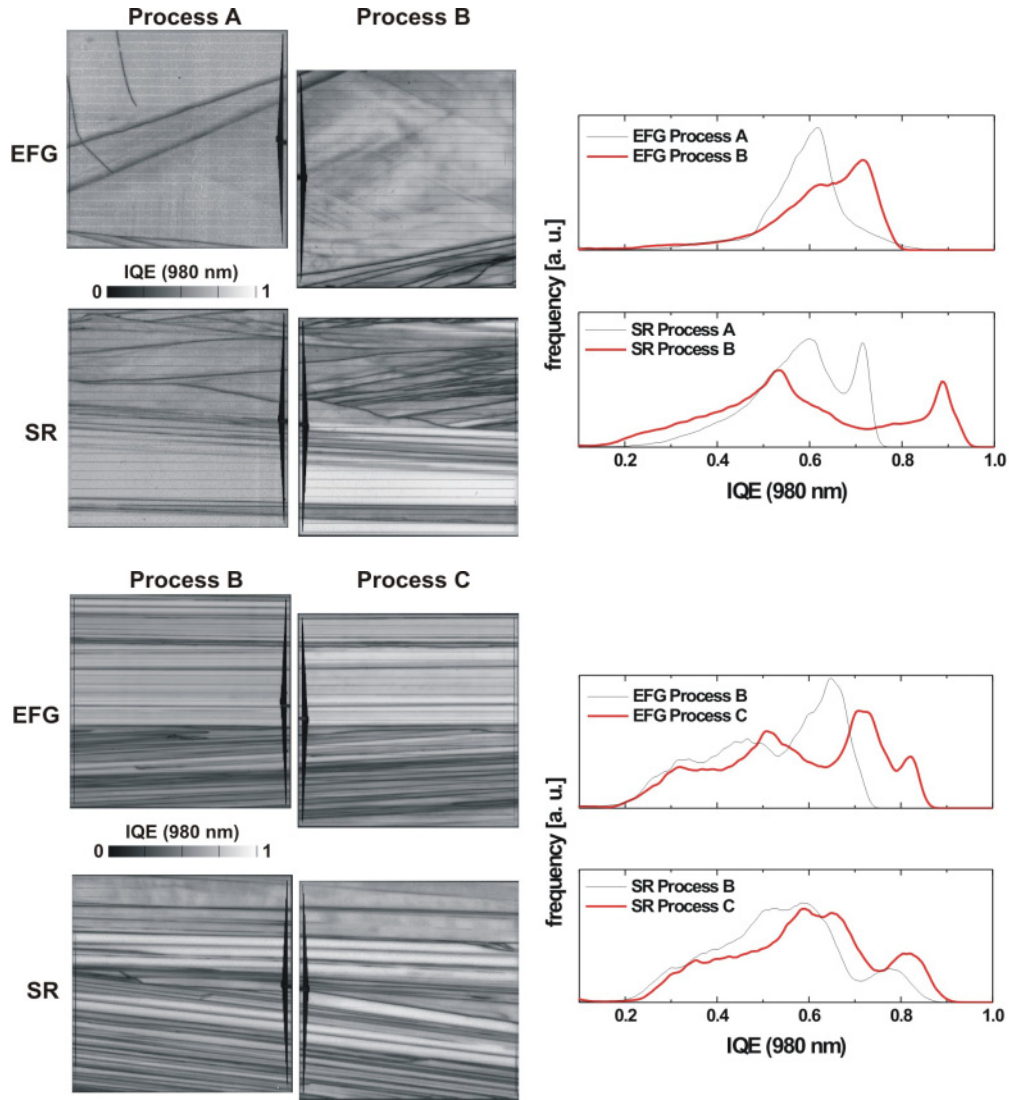 Process A
Process B
EFG
IQE (980 nm)
0
1
SR
EFG Process A
EFG Process B
SR Process A
SR Process B
frequency [a. u.]
0.2
0.4
0.6
0.8
1.0
IQE (980 nm)
Process B
Process C
EFG
IQE (980 nm)
0
1
SR
EFG Process B
EFG Process C
SR Process B
SR Process C
frequency [a. u.]
0.2
0.4
0.6
0.8
1.0
IQE (980 nm)